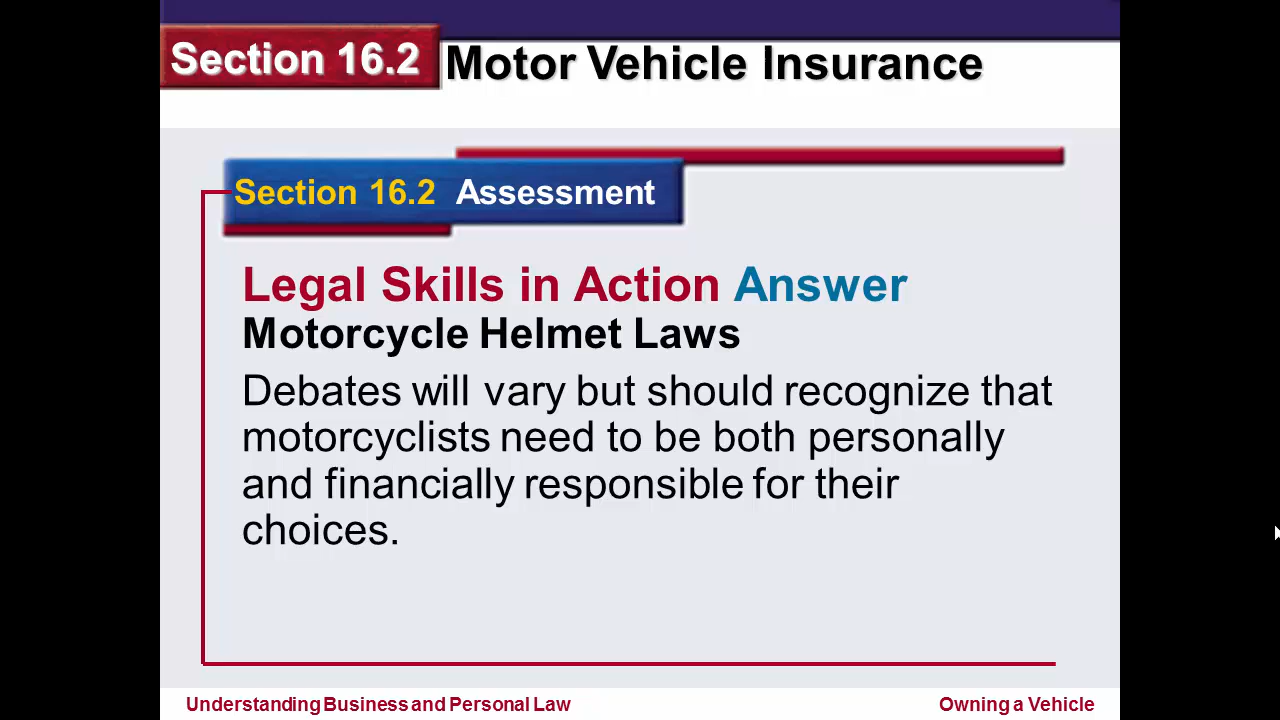 Section 16.2 Motor Vehicle Insurance
Section 16.2 Assessment
Legal Skills in Action Answer
Motorcycle Helmet Laws
Debates will vary but should recognize that
motorcyclists need to be both personally
and financially responsible for their
choices.
Understanding Business and Personal Law
Owning a Vehicle